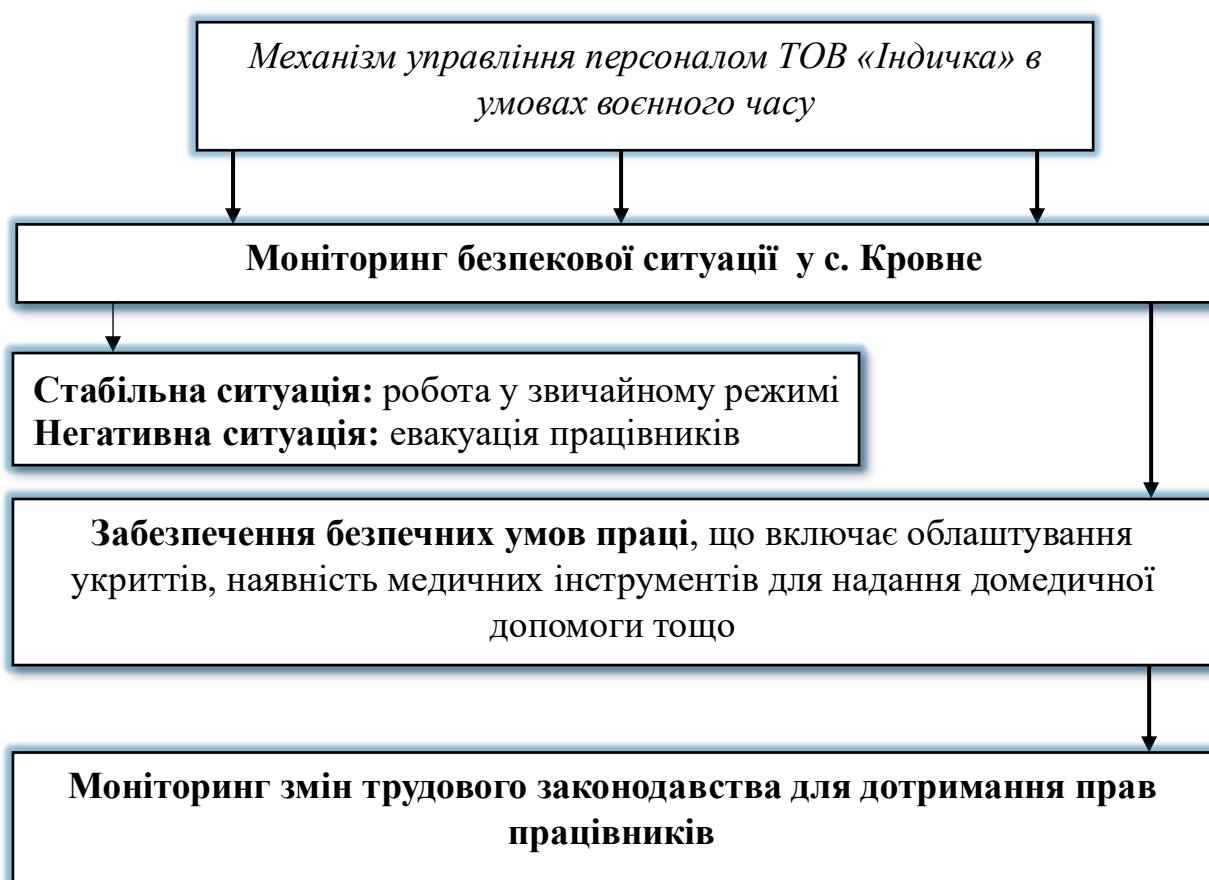 Механізм управління персоналом ТОВ «Індичка» в
умовах воєнного часу
Моніторинг безпекової ситуації у с. Кровне
Стабільна ситуація: робота у звичайному режимі
Негативна ситуація: евакуація працівників
Забезпечення безпечних умов праці, що включає облаштування
укриттів, наявність медичних інструментів для надання домедичної
допомоги тощо
Моніторинг змін трудового законодавства для дотримання прав
працівників